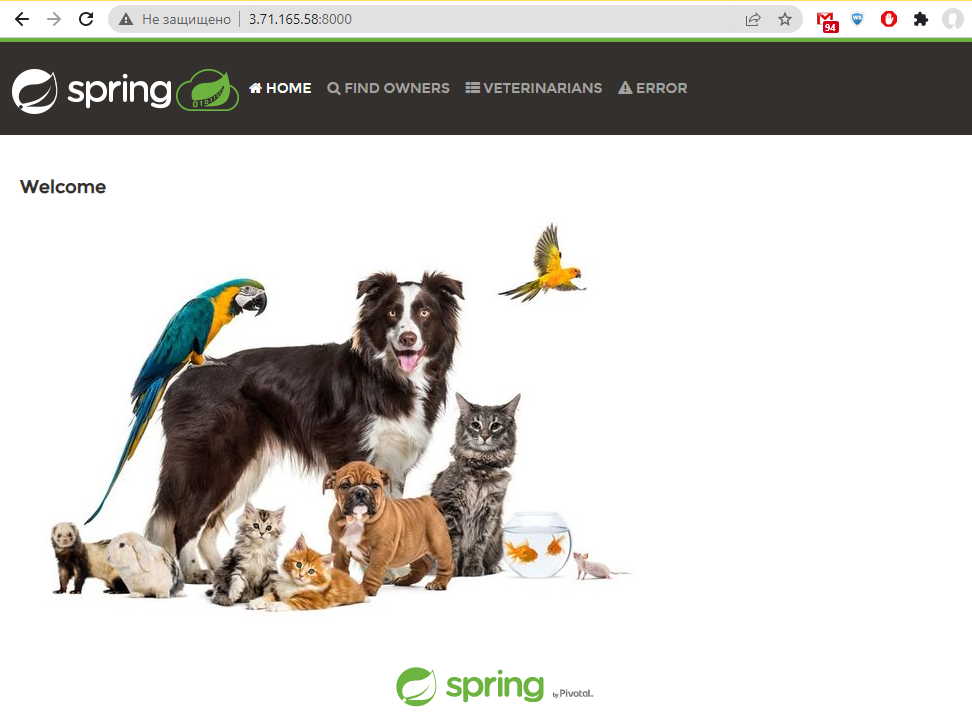 Не защищено 3.71.165.58:8000
94
spring HOME FIND OWNERS VETERINARIANS ERROR
Welcome
spring by Pivotal.